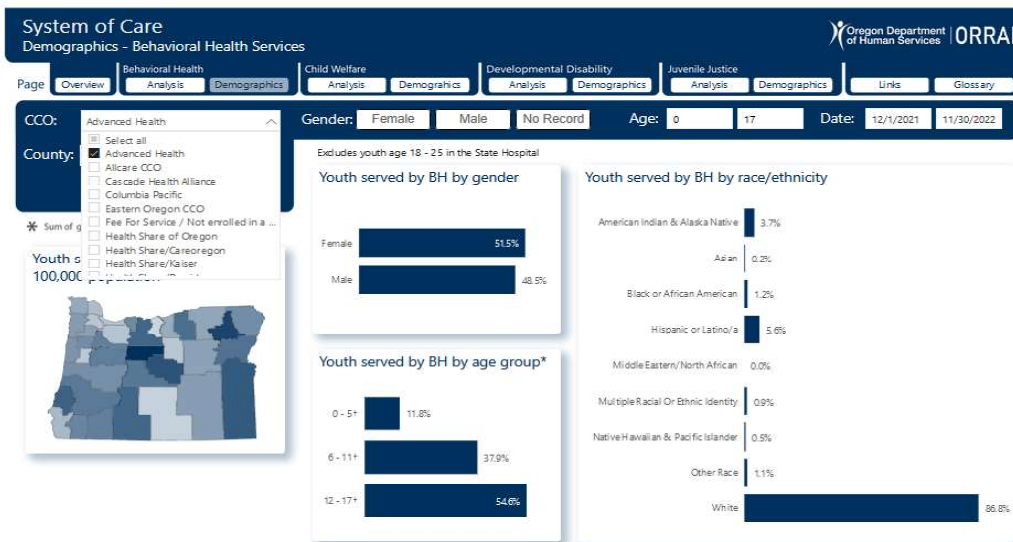 System of Care
Demographics - Behavioral Health Services
Oregon Department of Human Services | ORRAI
Page Overview
Behavioral Health
Analysis Demographics
Child Welfare
Analysis Demograhics
Developmental Disability
Analysis Demographics
Juvenile Justice
Analysis Demographics
Links Glossary
CCO: Advanced Health
Gender: Female Male No Record
Age: 0 17
Date: 12/1/2021 11/30/2022
County:
Select all
Advanced Health
Allcare CCO
Cascade Health Alliance
Columbia Pacific
Eastern Oregon CCO
Fee For Service / Not enrolled in a ...
Health Share of Oregon
Health Share/Careoregon
Health Share/Kaiser
* Sum of g
Youth s
100,000 population
Excludes youth age 18 - 25 in the State Hospital
Youth served by BH by gender
Female 51.5%
Male 48.5%
Youth served by BH by age group*
0 - 5+ 11.8%
6 - 11+ 37.9%
12 - 17+ 54.6%
Youth served by BH by race/ethnicity
American Indian & Alaska Native 3.7%
Asian 0.2%
Black or African American 1.2%
Hispanic or Latino/a 5.6%
Middle Eastern/North African 0.0%
Multiple Racial Or Ethnic Identity 0.9%
Native Hawaiian & Pacific Islander 0.5%
Other Race 1.1%
White 86.8%